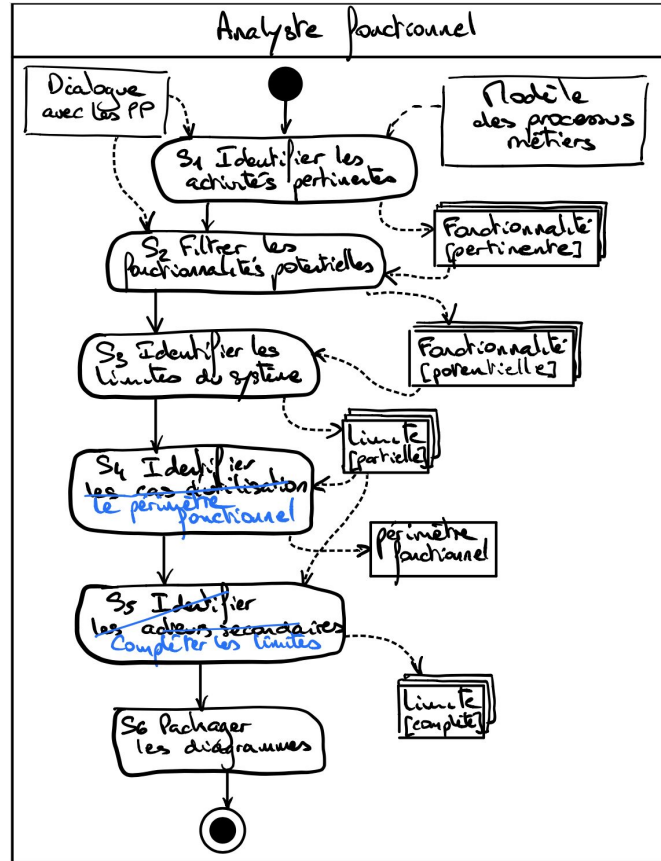 Analyste fonctionnel
Dialogue
avec les PP
Modèle
des processus
métiers
S1 Identifier les
activités pertinentes
Fonctionnalité
[pertinente]
S2 Filtrer les
fonctionnalités potentielles
S3 Identifier les
limites du système
Fonctionnalité
[potentielle]
Limite
[partielle]
S4 Identifier
les cas d'utilisation
le périmètre
fonctionnel
périmètre
fonctionnel
S5 Identifier
les acteurs secondaires
Compléter les limites
Limite
[complète]
S6 Packager
les diagrammes